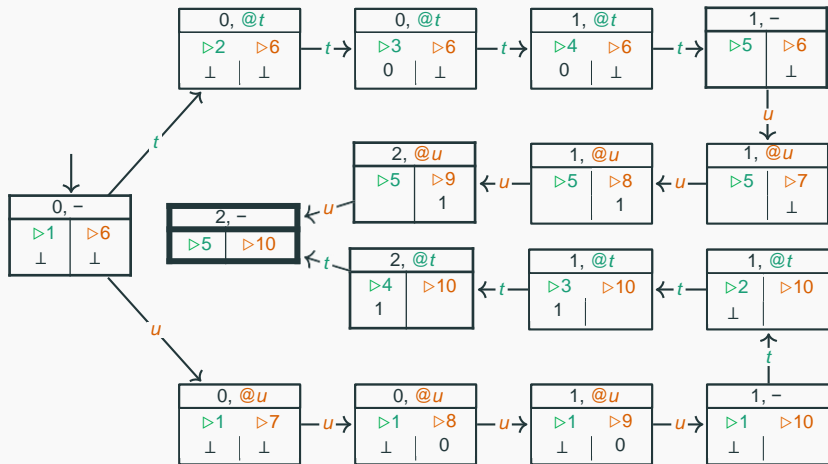 0, @t
▷2 ▷6
⊥ ⊥
t
0, @t
▷3 ▷6
0 ⊥
t
1, @t
▷4 ▷6
0 ⊥
t
1, –
▷5 ▷6
⊥
t
u
0, –
▷1 ▷6
⊥ ⊥
2, –
▷5 ▷10
u
2, @u
▷5 ▷9
1
u
1, @u
▷5 ▷8
1
u
1, @u
▷5 ▷7
⊥
t
2, @t
▷4 ▷10
1
t
1, @t
▷3 ▷10
1
t
1, @t
▷2 ▷10
⊥
u
t
0, @u
▷1 ▷7
⊥ ⊥
u
0, @u
▷1 ▷8
⊥ 0
u
1, @u
▷1 ▷9
⊥ 0
u
1, –
▷1 ▷10
⊥